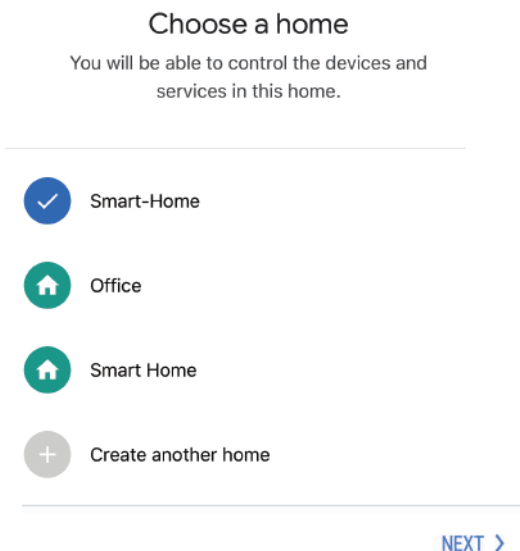 Choose a home
You will be able to control the devices and
services in this home.
Smart-Home
Office
Smart Home
Create another home
NEXT